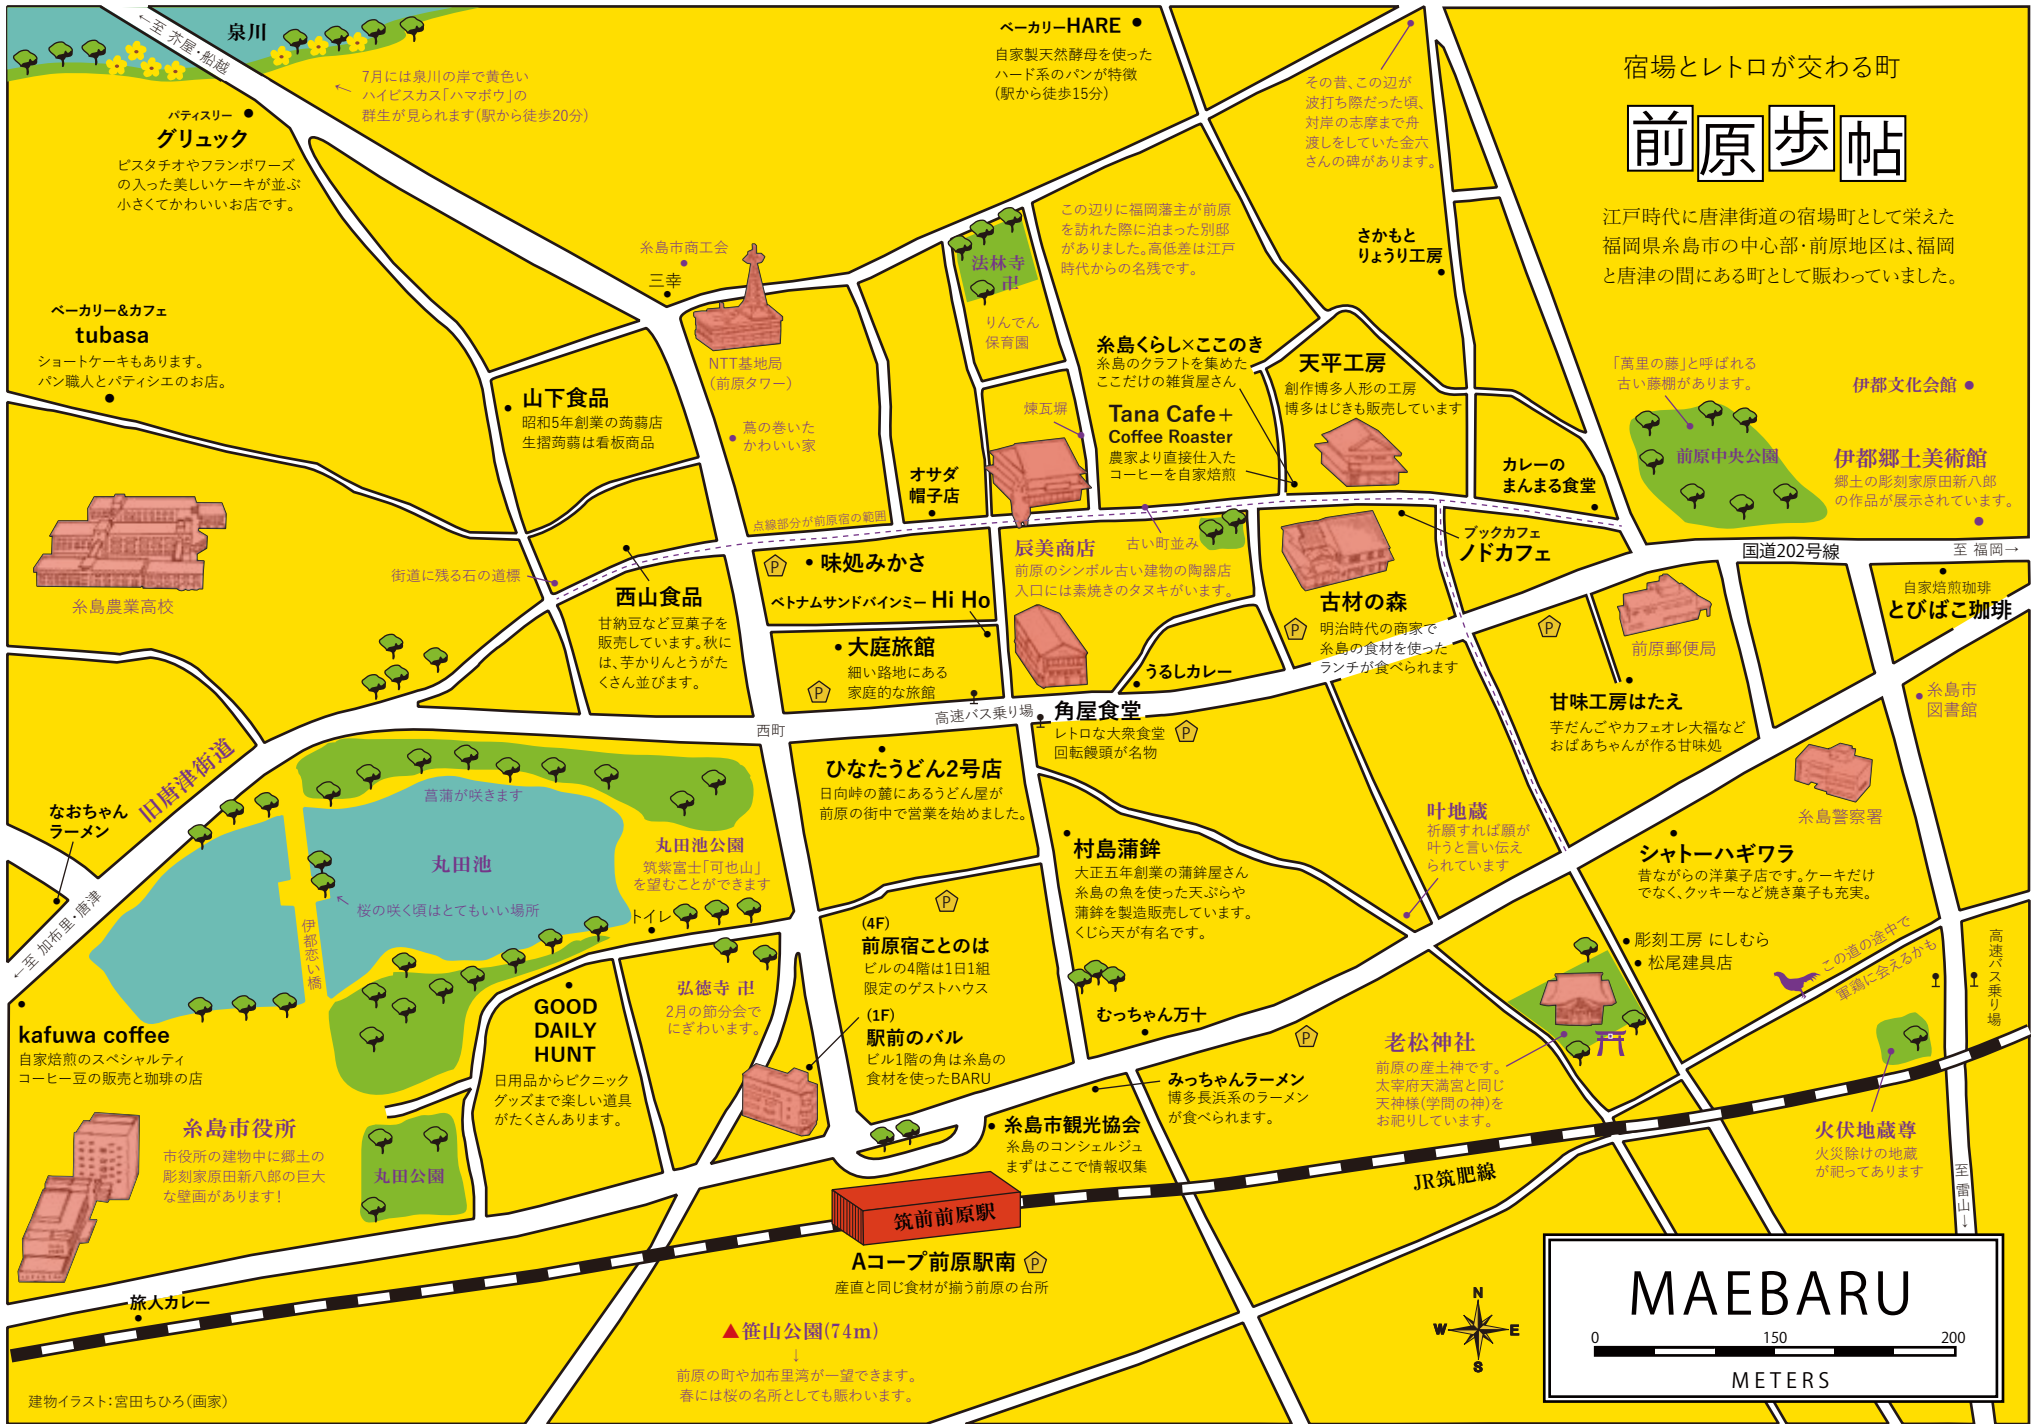 宿場とレトロが交わる町
前原歩帖
江戸時代に唐津街道の宿場町として栄えた
福岡県糸島市の中心部・前原地区は、福岡
と唐津の間にある町として賑わっていました。
←至 芥屋・船越
泉川
7月には泉川の岸で黄色い
ハイビスカス「ハマボウ」の
群生が見られます(駅から徒歩20分)
パティスリー
グリュック
ピスタチオやフランボワーズ
の入った美しいケーキが並ぶ
小さくてかわいいお店です。
ベーカリーHARE
自家製天然酵母を使った
ハード系のパンが特徴
(駅から徒歩15分)
その昔、この辺が
波打ち際だった頃、
対岸の志摩まで舟
渡しをしていた金六
さんの碑があります。
この辺りに福岡藩主が前原
を訪れた際に泊まった別邸
がありました。高低差は江戸
時代からの名残です。
さかもと
りょうり工房
糸島市商工会
三幸
NTT基地局
(前原タワー)
蔦の巻いた
かわいい家
法林寺
卍
りんでん
保育園
煉瓦塀
ベーカリー&カフェ
tubasa
ショートケーキもあります。
パン職人とパティシエのお店。
山下食品
昭和5年創業の蒟蒻店
生摺蒟蒻は看板商品
オサダ
帽子店
糸島くらし×ここのき
糸島のクラフトを集めた
ここだけの雑貨屋さん
Tana Cafe+
Coffee Roaster
農家より直接仕入た
コーヒーを自家焙煎
天平工房
創作博多人形の工房
博多はじきも販売しています
カレーの
まんまる食堂
「萬里の藤」と呼ばれる
古い藤棚があります。
前原中央公園
伊都文化会館
伊都郷土美術館
郷土の彫刻家原田新八郎
の作品が展示されています。
国道202号線
至 福岡→
糸島農業高校
街道に残る石の道標
点線部分が前原宿の範囲
西山食品
甘納豆など豆菓子を
販売しています。秋に
は、芋かりんとうがた
くさん並びます。
P
味処みかさ
ベトナムサンドバインミー Hi Ho
大庭旅館
細い路地にある
家庭的な旅館
P
高速バス乗り場
西町
辰美商店
前原のシンボル古い建物の陶器店
入口には素焼きのタヌキがいます。
古い町並み
ブックカフェ
ノドカフェ
古材の森
明治時代の商家で
糸島の食材を使った
ランチが食べられます
P
うるしカレー
角屋食堂
レトロな大衆食堂
回転饅頭が名物
P
P
前原郵便局
甘味工房はたえ
芋だんごやカフェオレ大福など
おばあちゃんが作る甘味処
自家焙煎珈琲
とびばこ珈琲
糸島市
図書館
糸島警察署
旧唐津街道
なおちゃん
ラーメン
←至 加布里・唐津
菖蒲が咲きます
丸田池
桜の咲く頃はとてもいい場所
伊都恋い橋
丸田池公園
筑紫富士「可也山」
を望むことができます
トイレ
ひなたうどん2号店
日向峠の麓にあるうどん屋が
前原の街中で営業を始めました。
村島蒲鉾
大正五年創業の蒲鉾屋さん
糸島の魚を使った天ぷらや
蒲鉾を製造販売しています。
くじら天が有名です。
叶地蔵
祈願すれば願が
叶うと言い伝え
られています
シャトーハギワラ
昔ながらの洋菓子店です。ケーキだけ
でなく、クッキーなど焼き菓子も充実。
彫刻工房 にしむら
松尾建具店
この道の途中で
軍鶏に会えるかも
高速バス乗り場
P
(4F)
前原宿ことのは
ビルの4階は1日1組
限定のゲストハウス
(1F)
駅前のバル
ビル1階の角は糸島の
食材を使ったBARU
弘徳寺 卍
2月の節分会で
にぎわいます。
GOOD
DAILY
HUNT
日用品からピクニック
グッズまで楽しい道具
がたくさんあります。
kafuwa coffee
自家焙煎のスペシャルティ
コーヒー豆の販売と珈琲の店
糸島市役所
市役所の建物中に郷土の
彫刻家原田新八郎の巨大
な壁画があります!
丸田公園
むっちゃん万十
P
みっちゃんラーメン
博多長浜系のラーメン
が食べられます。
糸島市観光協会
糸島のコンシェルジュ
まずはここで情報収集
老松神社
前原の産土神です。
太宰府天満宮と同じ
天神様(学問の神)を
お祀りしています。
火伏地蔵尊
火災除けの地蔵
が祀ってあります
至 雷山→
JR筑肥線
筑前前原駅
Aコープ前原駅南
P
産直と同じ食材が揃う前原の台所
旅人カレー
▲笹山公園(74m)
↓
前原の町や加布里湾が一望できます。
春には桜の名所としても賑わいます。
建物イラスト:宮田ちひろ(画家)
N
W
E
S
MAEBARU
0 150 200
METERS